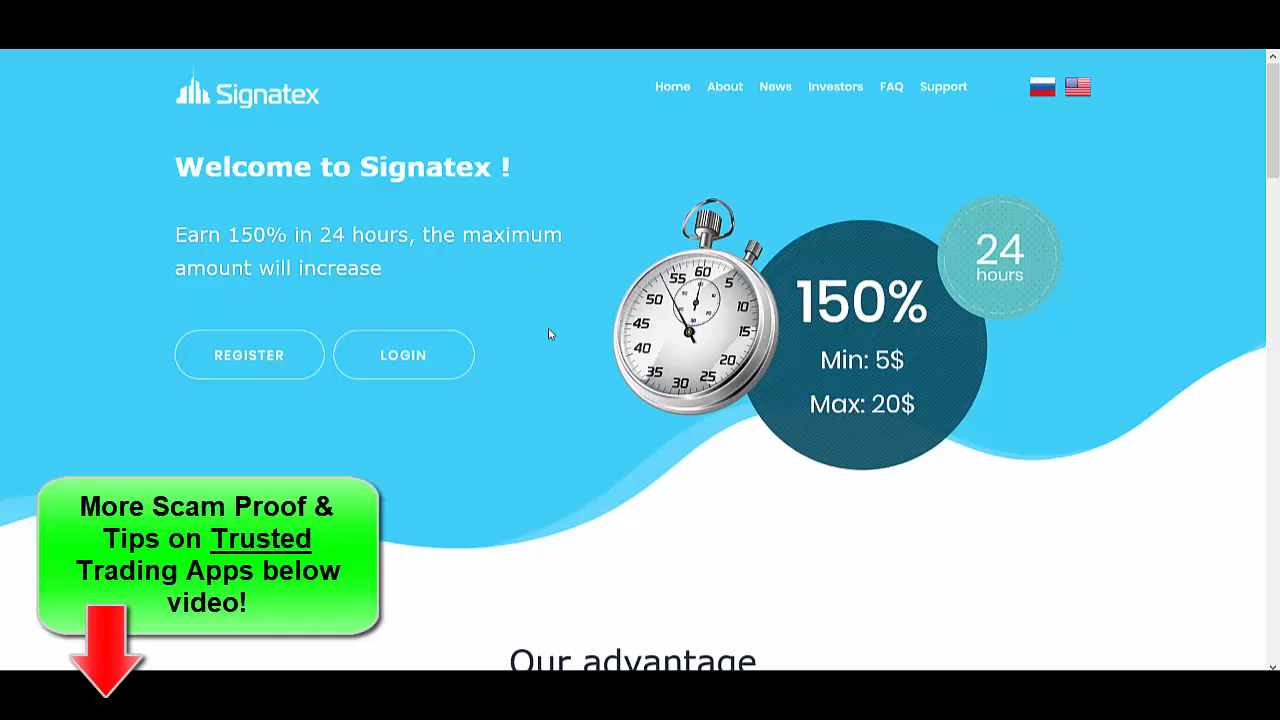 Signatex
Home About News Investors FAQ Support
Welcome to Signatex !
Earn 150% in 24 hours, the maximum
amount will increase
REGISTER LOGIN
60
5
10
15
20
25
30
35
40
45
50
55
24
hours
150%
Min: 5$
Max: 20$
More Scam Proof &
Tips on Trusted
Trading Apps below
video!
Our advantage